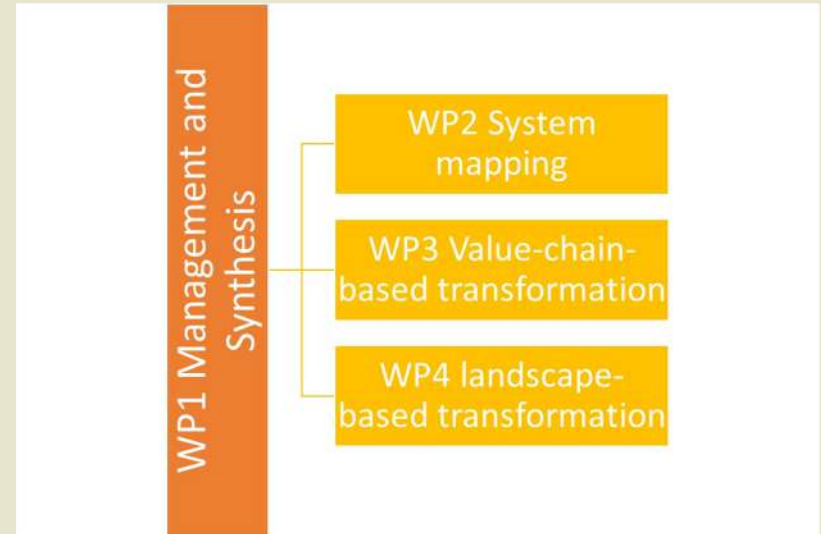 WP1 Management and
Synthesis
WP2 System
mapping
WP3 Value-chain-
based transformation
WP4 landscape-
based transformation